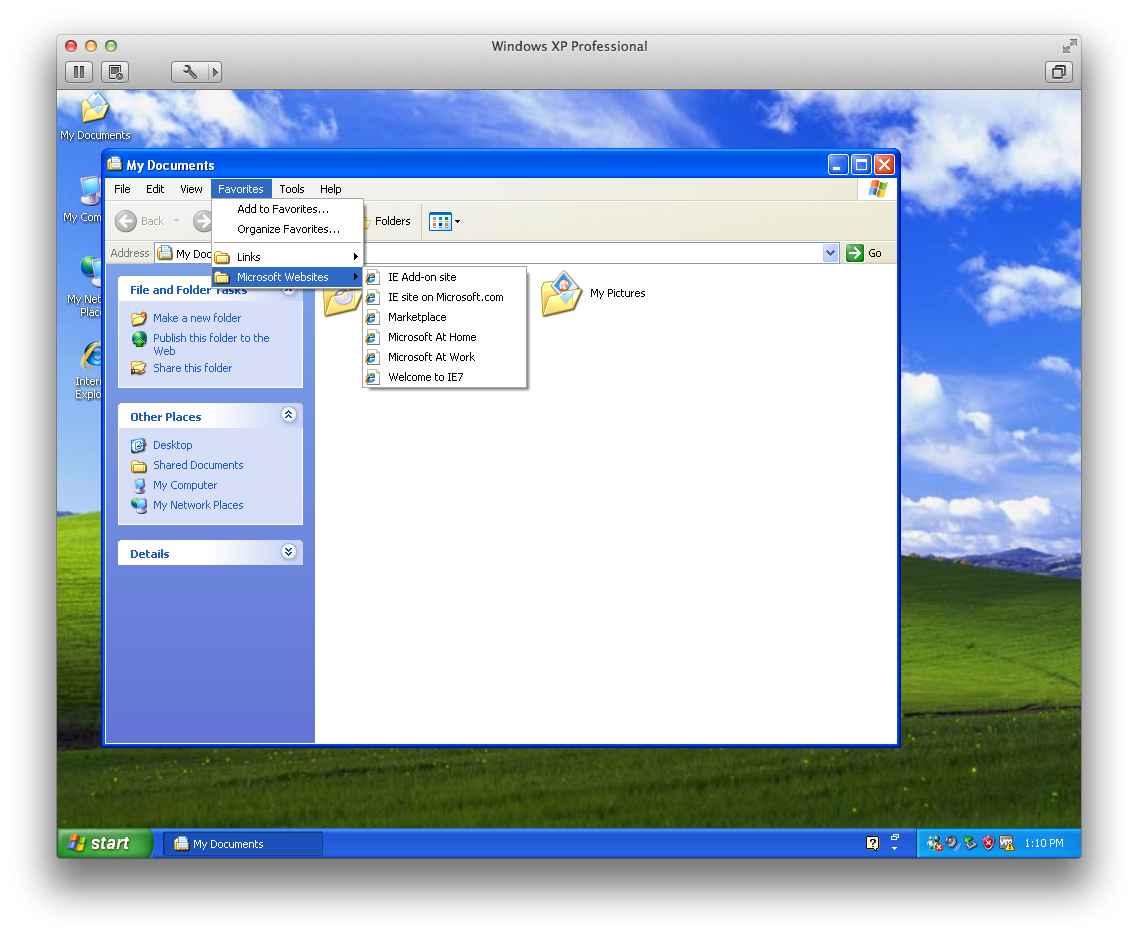 Windows XP Professional
My Documents
My Documents
File Edit View Favorites Tools Help
My Com
Add to Favorites...
Back
Folders
Organize Favorites...
Address
My Doc
Go
Links
Microsoft Websites
IE Add-on site
File and Folder Tasks
My Pictures
My Net
Place
IE site on Microsoft.com
Make a new folder
Marketplace
Publish this folder to the
Web
Microsoft At Home
Share this folder
Microsoft At Work
Inter
Explo
Welcome to IE7
Other Places
Desktop
Shared Documents
My Computer
My Network Places
Details
start
My Documents
1:10 PM